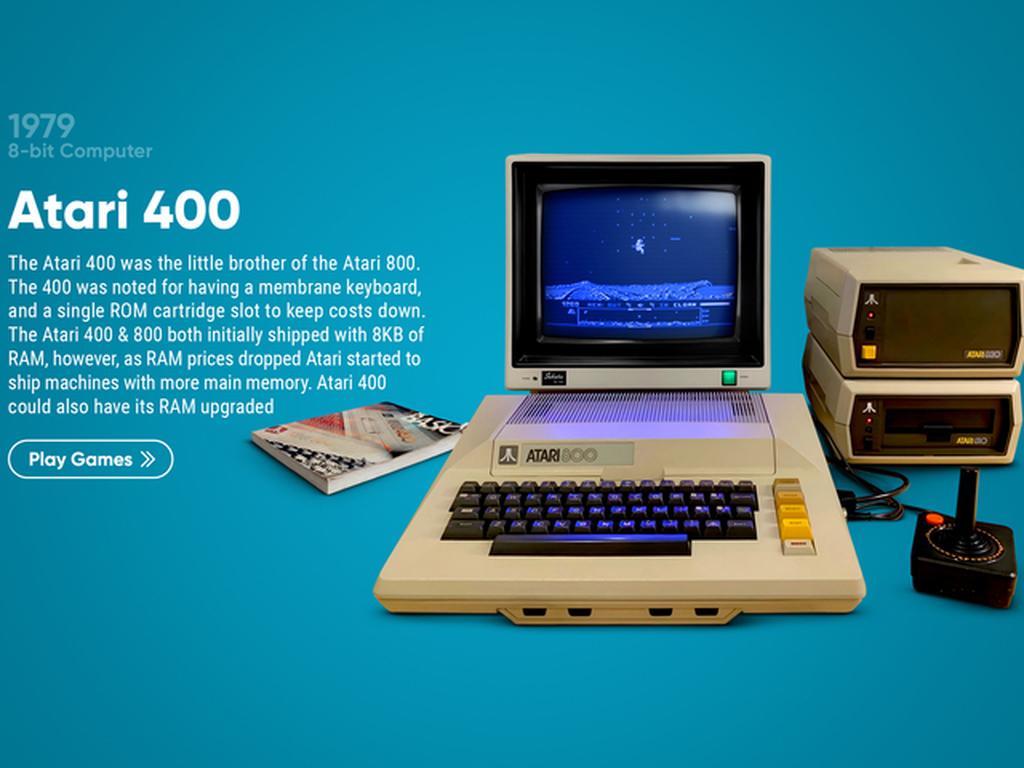 1979
8-bit Computer
Atari 400
The Atari 400 was the little brother of the Atari 800.
The 400 was noted for having a membrane keyboard,
and a single ROM cartridge slot to keep costs down.
The Atari 400 & 800 both initially shipped with 8KB of
RAM, however, as RAM prices dropped Atari started to
ship machines with more main memory. Atari 400
could also have its RAM upgraded
Play Games
BASIC
ATARI 800
ATARI
ATARI